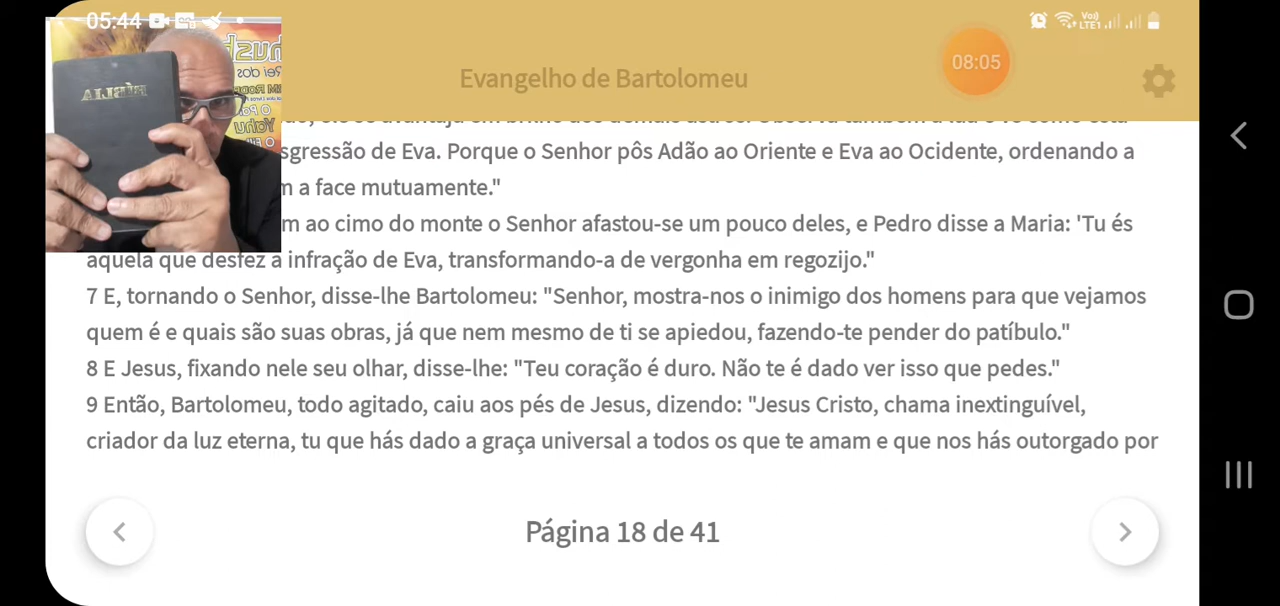 05:44
Vo)
LTE1
08:05
Evangelho de Bartolomeu
BÍBLIA
sgressão de Eva. Porque o Senhor pôs Adão ao Oriente e Eva ao Ocidente, ordenando a
m a face mutuamente."
m ao cimo do monte o Senhor afastou-se um pouco deles, e Pedro disse a Maria: 'Tu és
aquela que desfez a infração de Eva, transformando-a de vergonha em regozijo."
7 E, tornando o Senhor, disse-lhe Bartolomeu: "Senhor, mostra-nos o inimigo dos homens para que vejamos
quem é e quais são suas obras, já que nem mesmo de ti se apiedou, fazendo-te pender do patíbulo."
8 E Jesus, fixando nele seu olhar, disse-lhe: "Teu coração é duro. Não te é dado ver isso que pedes."
9 Então, Bartolomeu, todo agitado, caiu aos pés de Jesus, dizendo: "Jesus Cristo, chama inextinguível,
criador da luz eterna, tu que hás dado a graça universal a todos os que te amam e que nos hás outorgado por
Página 18 de 41